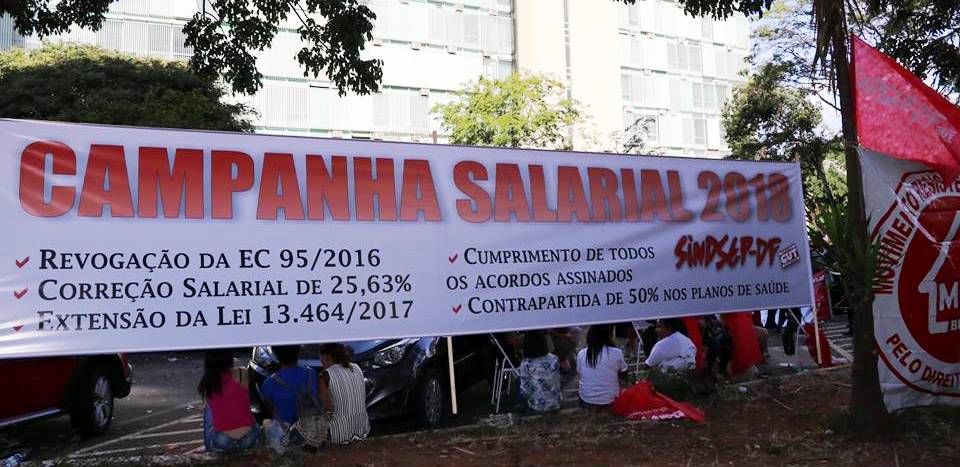 CAMPANHA SALARIAL 2018
✓ REVOGAÇÃO DA EC 95/2016
✓ CORREÇÃO SALARIAL DE 25,63%
✓ EXTENSÃO DA LEI 13.464/2017
✓ CUMPRIMENTO DE TODOS
OS ACORDOS ASSINADOS
✓ CONTRAPARTIDA DE 50% NOS PLANOS DE SAÚDE
SINDSEP-DF
CUT
MOVIMENTO
PELO